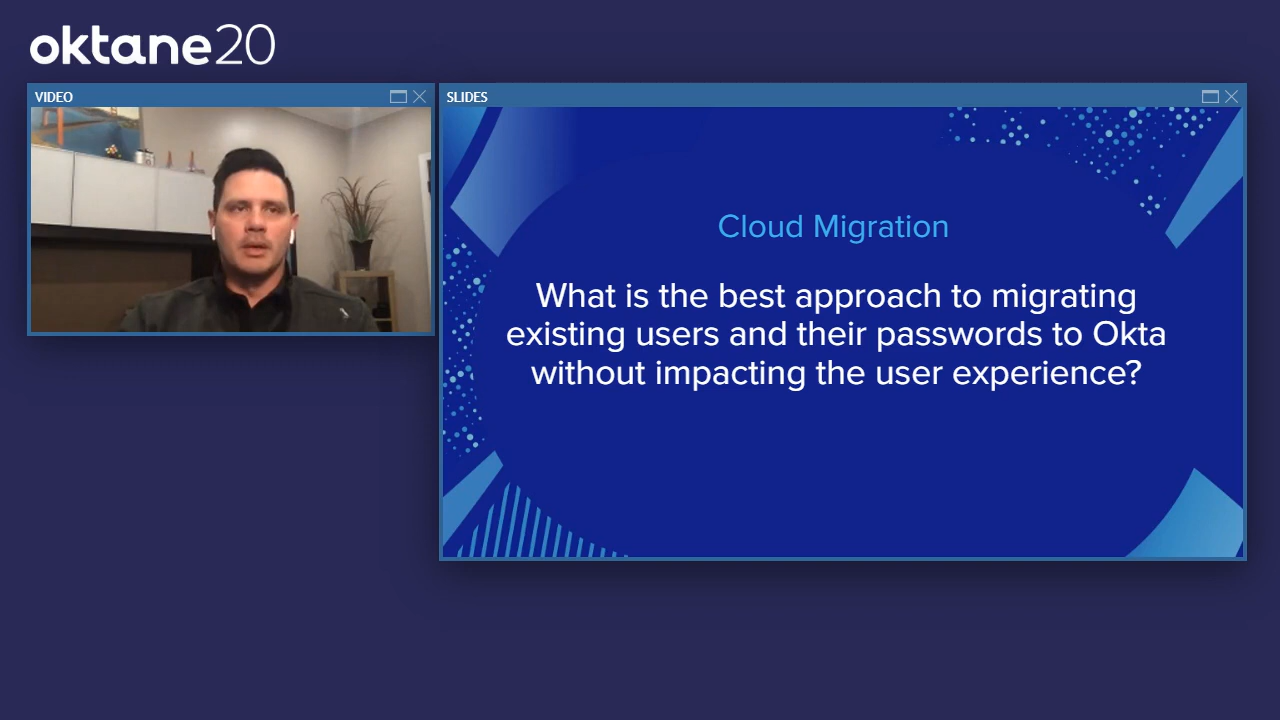 oktane20
VIDEO
SLIDES
Cloud Migration
What is the best approach to migrating
existing users and their passwords to Okta
without impacting the user experience?